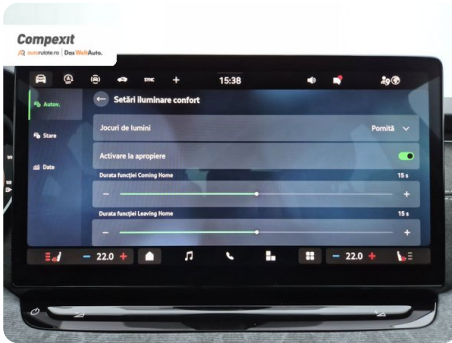 Compexit
autorulate.ro | Das WeltAuto.
15:38
SYNC
Autov.
Setări iluminare confort
Jocuri de lumini
Pornită
Stare
Activare la apropiere
Date
Durata funcției Coming Home
15 s
Durata funcției Leaving Home
15 s
22.0
22.0